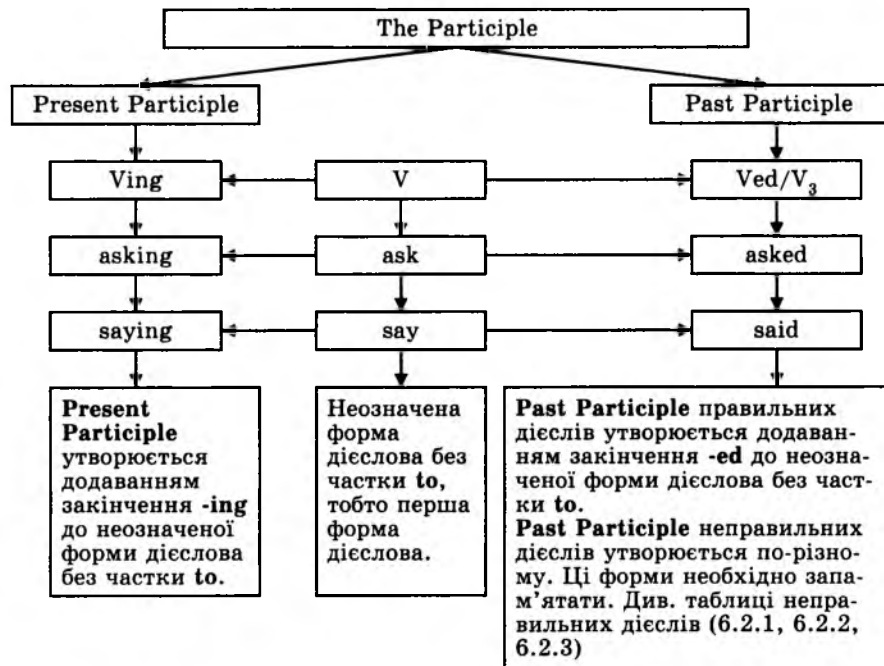 The Participle
Present Participle
Past Participle
Ving
V
Ved/V₃
asking
ask
asked
saying
say
said
Present
Participle
утворюється
додаванням
закінчення -ing
до неозначеної
форми дієслова
без частки to.
Неозначена
форма
дієслова без
частки to,
тобто перша
форма
дієслова.
Past Participle правильних
дієслів утворюється додаван-
ням закінчення -ed до неозна-
ченої форми дієслова без част-
ки to.
Past Participle неправильних
дієслів утворюється по-різно-
му. Ці форми необхідно запа-
м'ятати. Див. таблиці непра-
вильних дієслів (6.2.1, 6.2.2,
6.2.3)